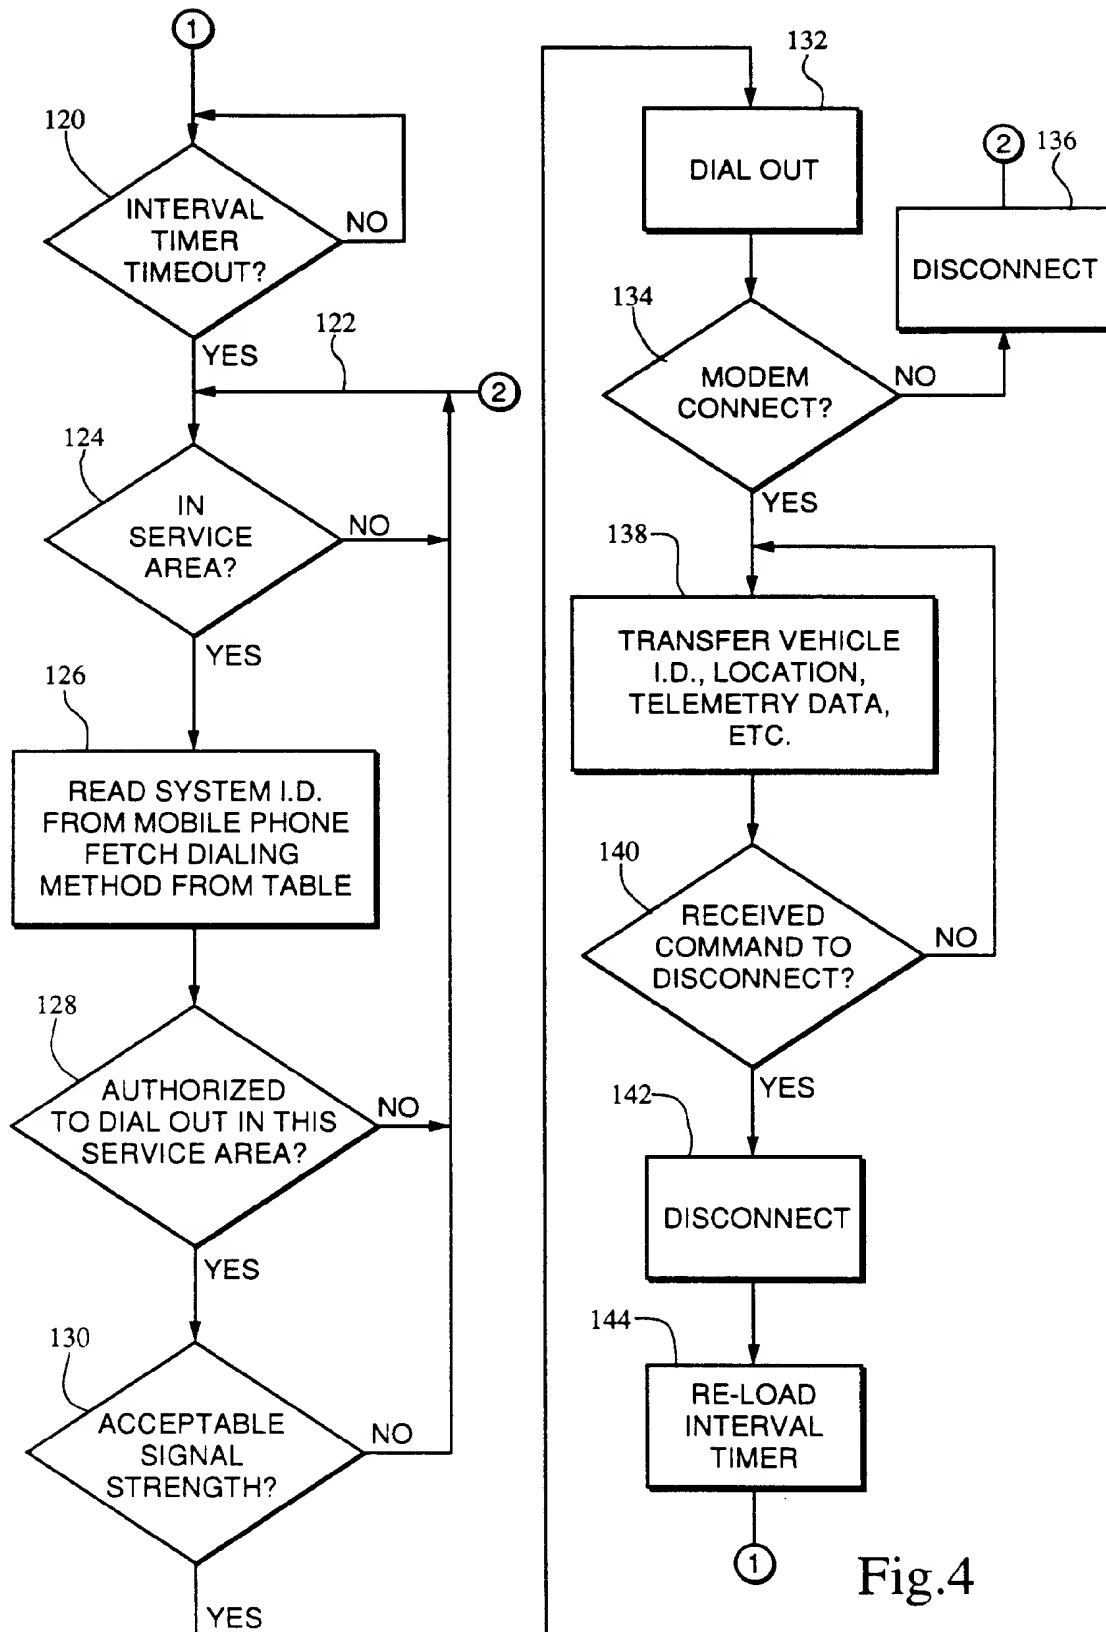 1
120
INTERVAL
TIMER
TIMEOUT?
NO
YES
122
2
124
IN
SERVICE
AREA?
NO
YES
126
READ SYSTEM I.D.
FROM MOBILE PHONE
FETCH DIALING
METHOD FROM TABLE
128
AUTHORIZED
TO DIAL OUT IN THIS
SERVICE AREA?
NO
YES
130
ACCEPTABLE
SIGNAL
STRENGTH?
NO
YES
132
DIAL OUT
2
136
DISCONNECT
134
MODEM
CONNECT?
NO
YES
138
TRANSFER VEHICLE
I.D., LOCATION,
TELEMETRY DATA,
ETC.
140
RECEIVED
COMMAND TO
DISCONNECT?
NO
YES
142
DISCONNECT
144
RE-LOAD
INTERVAL
TIMER
1
Fig.4